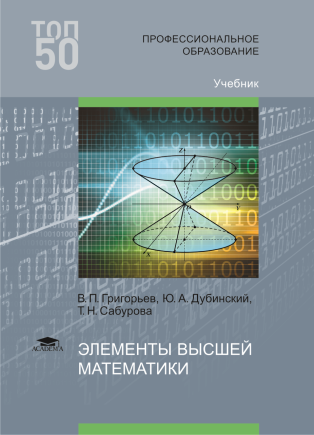 ТОП
50
ПРОФЕССИОНАЛЬНОЕ
ОБРАЗОВАНИЕ
Учебник
В. П. Григорьев, Ю. А. Дубинский,
Т. Н. Сабурова
ACADEMA
ЭЛЕМЕНТЫ ВЫСШЕЙ
МАТЕМАТИКИ